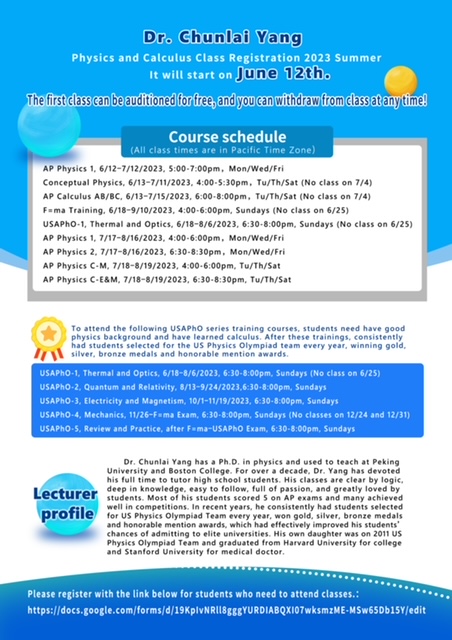 Dr. Chunlai Yang
Physics and Calculus Class Registration 2023 Summer
It will start on June 12th.
The first class can be auditioned for free, and you can withdraw from class at any time!
Course schedule
(All class times are in Pacific Time Zone)
AP Physics 1, 6/12-7/12/2023, 5:00-7:00pm, Mon/Wed/Fri
Conceptual Physics, 6/13-7/11/2023, 4:00-5:30pm, Tu/Th/Sat (No class on 7/4)
AP Calculus AB/BC, 6/13-7/15/2023, 6:00-8:00pm, Tu/Th/Sat (No class on 7/4)
F=ma Training, 6/18-9/10/2023, 4:00-6:00pm, Sundays (No class on 6/25)
USAPhO-1, Thermal and Optics, 6/18-8/6/2023, 6:30-8:00pm, Sundays (No class on 6/25)
AP Physics 1, 7/17-8/16/2023, 4:00-6:00pm, Mon/Wed/Fri
AP Physics 2, 7/17-8/16/2023, 6:30-8:30pm, Mon/Wed/Fri
AP Physics C-M, 7/18-8/19/2023, 4:00-6:00pm, Tu/Th/Sat
AP Physics C-E&M, 7/18-8/19/2023, 6:30-8:30pm, Tu/Th/Sat
To attend the following USAPhO series training courses, students need have good
physics background and have learned calculus. After these trainings, consistently
had students selected for the US Physics Olympiad team every year, winning gold,
silver, bronze medals and honorable mention awards.
USAPhO-1, Thermal and Optics, 6/18-8/6/2023, 6:30-8:00pm, Sundays (No class on 6/25)
USAPhO-2, Quantum and Relativity, 8/13-9/24/2023,6:30-8:00pm, Sundays
USAPhO-3, Electricity and Magnetism, 10/1-11/19/2023, 6:30-8:00pm, Sundays
USAPhO-4, Mechanics, 11/26-F=ma Exam, 6:30-8:00pm, Sundays (No classes on 12/24 and 12/31)
USAPhO-5, Review and Practice, after F=ma-USAPhO Exam, 6:30-8:00pm, Sundays
Lecturer
profile
Dr. Chunlai Yang has a Ph.D. in physics and used to teach at Peking
University and Boston College. For over a decade, Dr. Yang has devoted
his full time to tutor high school students. His classes are clear by logic,
deep in knowledge, easy to follow, full of passion, and greatly loved by
students. Most of his students scored 5 on AP exams and many achieved
well in competitions. In recent years, he consistently had students selected
for US Physics Olympiad Team every year, won gold, silver, bronze medals
and honorable mention awards, which had effectively improved his students'
chances of admitting to elite universities. His own daughter was on 2011 US
Physics Olympiad Team and graduated from Harvard University for college
and Stanford University for medical doctor.
Please register with the link below for students who need to attend classes.:
https://docs.google.com/forms/d/19KpIvNRll8gggYURDIABQXI07wksmzME-MSw65Db15Y/edit